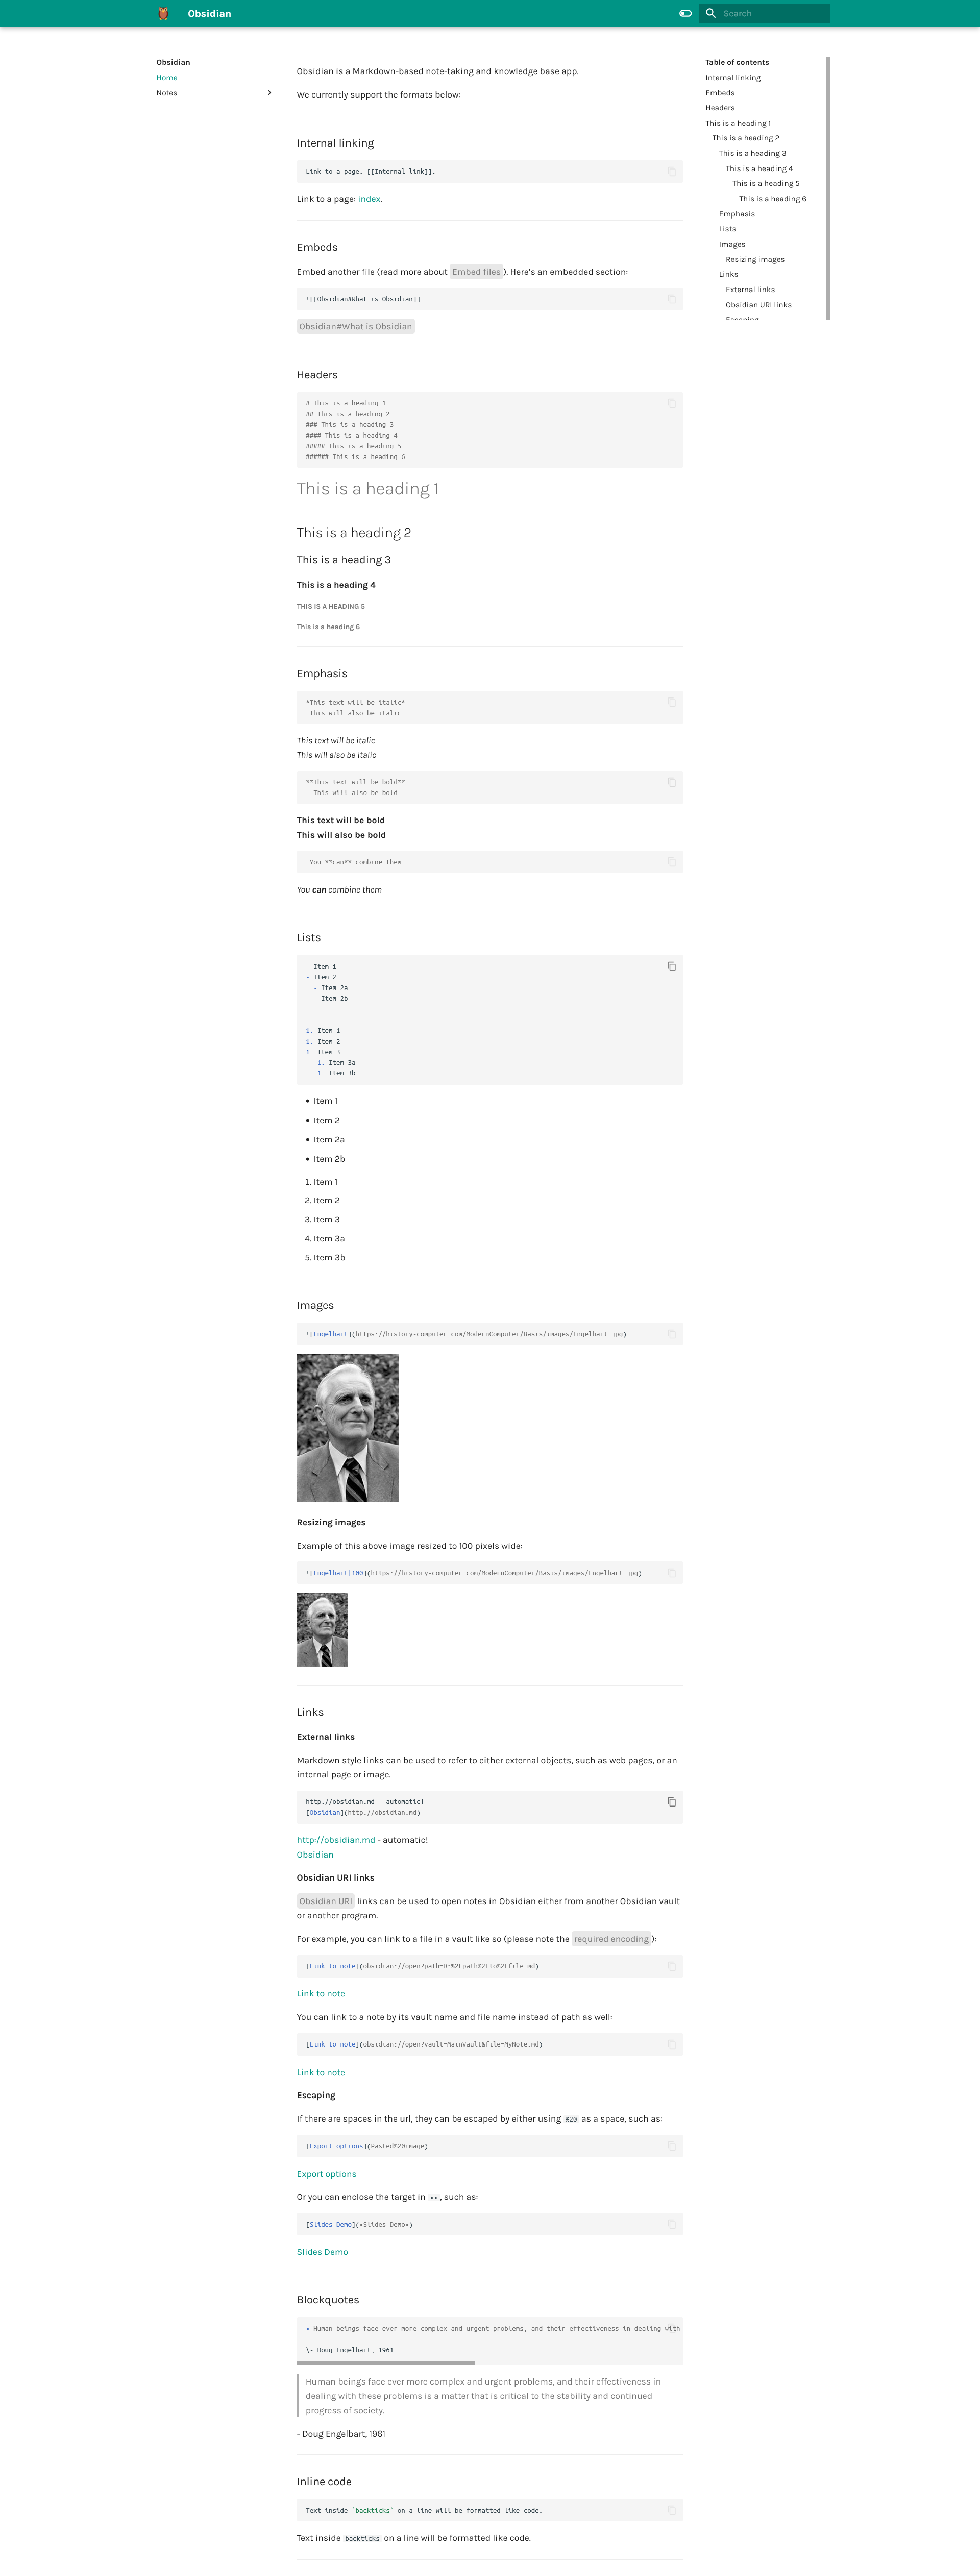 Obsidian
Search
Obsidian
Home
Notes
Obsidian is a Markdown-based note-taking and knowledge base app.
We currently support the formats below:
Internal linking
Link to a page: [[Internal link]].
Link to a page: index.
Embeds
Embed another file (read more about Embed files). Here's an embedded section:
![[Obsidian#What is Obsidian]]
Obsidian#What is Obsidian
Headers
# This is a heading 1
## This is a heading 2
### This is a heading 3
#### This is a heading 4
##### This is a heading 5
###### This is a heading 6
This is a heading 1
This is a heading 2
This is a heading 3
This is a heading 4
THIS IS A HEADING 5
This is a heading 6
Emphasis
*This text will be italic*
_This will also be italic_
This text will be italic
This will also be italic
**This text will be bold**
__This will also be bold__
This text will be bold
This will also be bold
_You **can** combine them_
You can combine them
Lists
- Item 1
- Item 2
  - Item 2a
  - Item 2b
1. Item 1
1. Item 2
1. Item 3
   1. Item 3a
   1. Item 3b
• Item 1
• Item 2
• Item 2a
• Item 2b
1. Item 1
2. Item 2
3. Item 3
4. Item 3a
5. Item 3b
Images
![Engelbart](https://history-computer.com/ModernComputer/Basis/images/Engelbart.jpg)
Resizing images
Example of this above image resized to 100 pixels wide:
![Engelbart|100](https://history-computer.com/ModernComputer/Basis/images/Engelbart.jpg)
Links
External links
Markdown style links can be used to refer to either external objects, such as web pages, or an
internal page or image.
http://obsidian.md - automatic!
[Obsidian](http://obsidian.md)
http://obsidian.md - automatic!
Obsidian
Obsidian URI links
Obsidian URI links can be used to open notes in Obsidian either from another Obsidian vault
or another program.
For example, you can link to a file in a vault like so (please note the required encoding):
[Link to note](obsidian://open?path=D:%2Fpath%2Fto%2Ffile.md)
Link to note
You can link to a note by its vault name and file name instead of path as well:
[Link to note](obsidian://open?vault=MainVault&file=MyNote.md)
Link to note
Escaping
If there are spaces in the url, they can be escaped by either using %20 as a space, such as:
[Export options](Pasted%20image)
Export options
Or you can enclose the target in <>, such as:
[Slides Demo](<Slides Demo>)
Slides Demo
Blockquotes
> Human beings face ever more complex and urgent problems, and their effectiveness in dealing with
\- Doug Engelbart, 1961
Human beings face ever more complex and urgent problems, and their effectiveness in
dealing with these problems is a matter that is critical to the stability and continued
progress of society.
- Doug Engelbart, 1961
Inline code
Text inside `backticks` on a line will be formatted like code.
Text inside backticks on a line will be formatted like code.
Table of contents
Internal linking
Embeds
Headers
This is a heading 1
This is a heading 2
This is a heading 3
This is a heading 4
This is a heading 5
This is a heading 6
Emphasis
Lists
Images
Resizing images
Links
External links
Obsidian URI links
Escaping